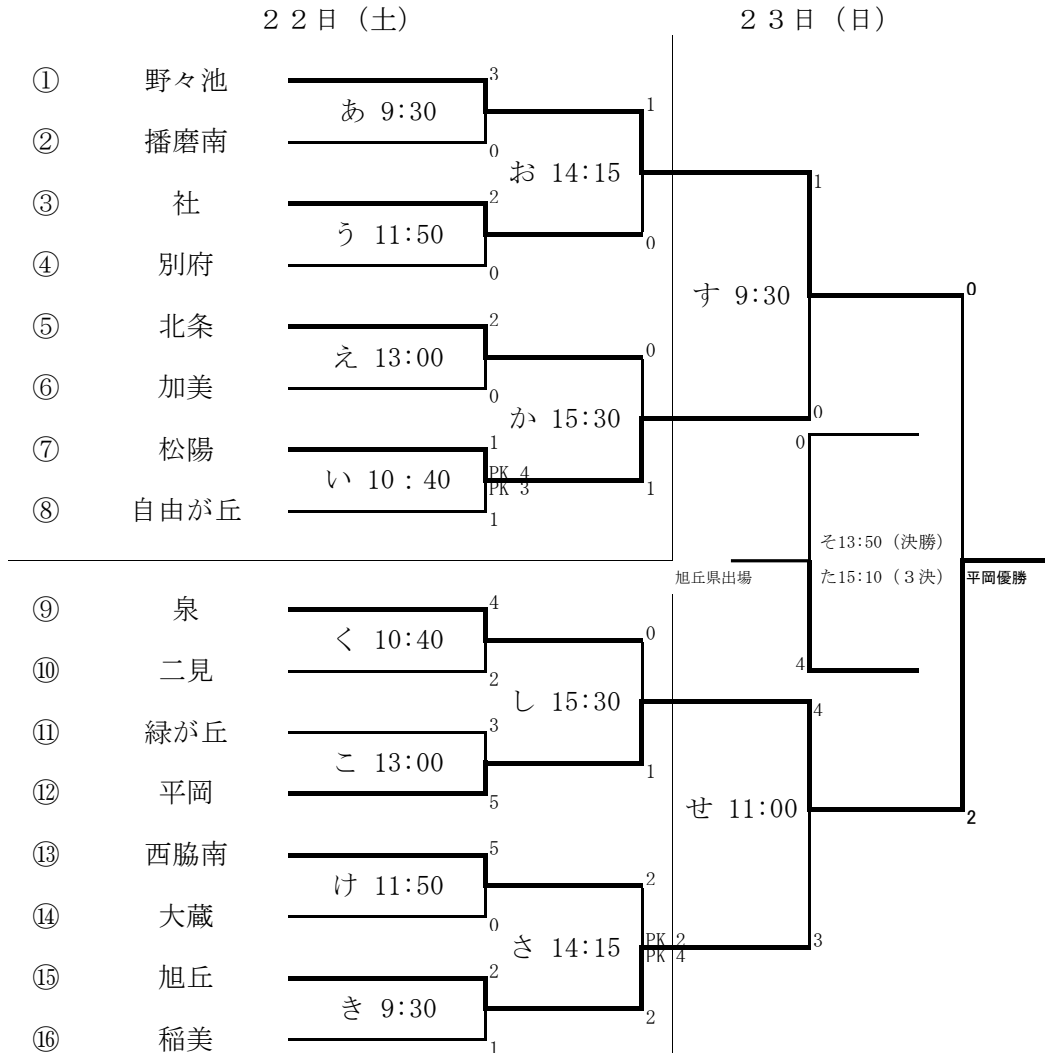 ２２日（土）
２３日（日）
① 野々池
3
あ 9:30
1
② 播磨南
0
お 14:15
③ 社
2
1
う 11:50
0
④ 別府
0
す 9:30
0
⑤ 北条
2
え 13:00
0
⑥ 加美
0
か 15:30
0
⑦ 松陽
1
0
い 10：40
PK 4
PK 3
1
⑧ 自由が丘
1
そ13:50（決勝）
旭丘県出場
た15:10（３決）
平岡優勝
⑨ 泉
4
く 10:40
0
⑩ 二見
2
4
し 15:30
⑪ 緑が丘
3
4
こ 13:00
1
⑫ 平岡
5
せ 11:00
2
⑬ 西脇南
5
け 11:50
2
⑭ 大蔵
0
さ 14:15
PK 2
PK 4
3
⑮ 旭丘
2
き 9:30
2
⑯ 稲美
1